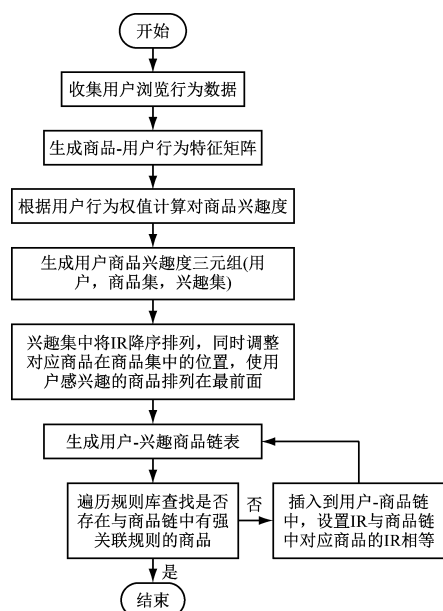 开始
收集用户浏览行为数据
生成商品-用户行为特征矩阵
根据用户行为权值计算对商品兴趣度
生成用户商品兴趣度三元组(用
户，商品集，兴趣集)
兴趣集中将IR降序排列，同时调整
对应商品在商品集中的位置，使用
户感兴趣的商品排列在最前面
生成用户-兴趣商品链表
遍历规则库查找是否
存在与商品链中有强
关联规则的商品
否
插入到用户-商品链
中，设置IR与商品链
中对应商品的IR相等
是
结束